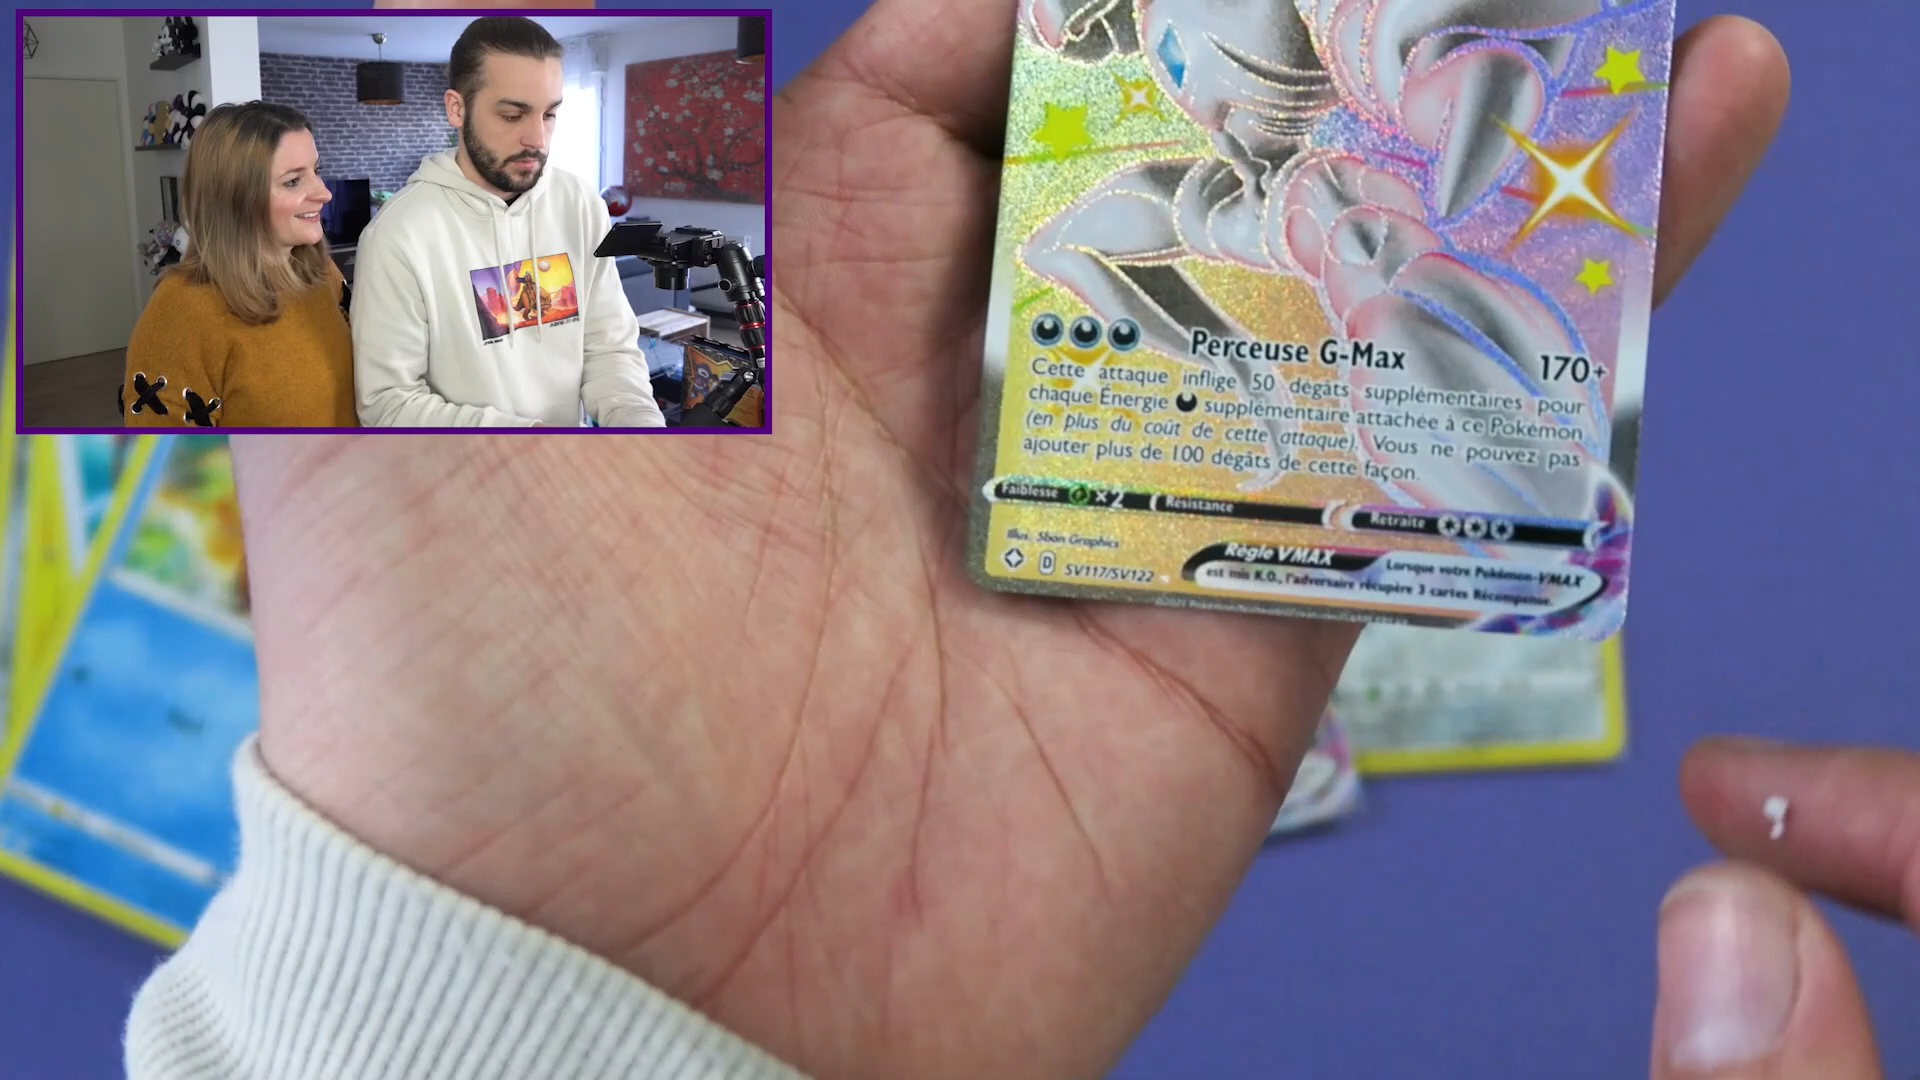 Perceuse G-Max 170+
Cette attaque inflige 50 dégâts supplémentaires pour
chaque Énergie supplémentaire attachée à ce Pokémon
(en plus du coût de cette attaque). Vous ne pouvez pas
ajouter plus de 100 dégâts de cette façon.
Faiblesse ×2 Résistance Retraite
Illus. 5ban Graphics
D SV117/SV122
Règle VMAX Lorsque votre Pokémon-VMAX
est mis K.O., l'adversaire récupère 3 cartes Récompense.